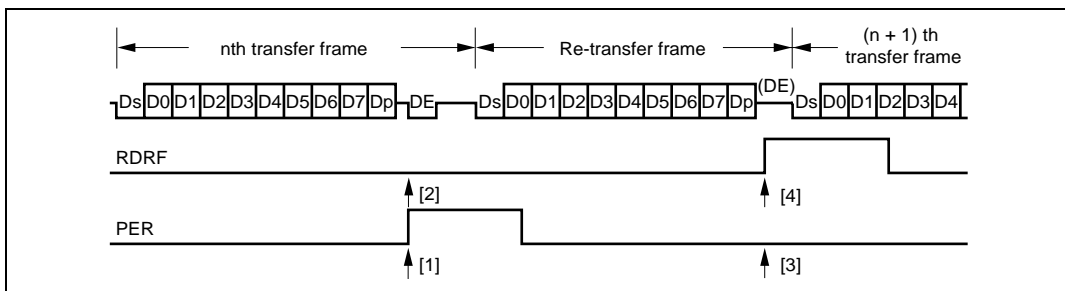 nth transfer frame
Re-transfer frame
(n + 1) th
transfer frame
Ds D0 D1 D2 D3 D4 D5 D6 D7 Dp DE Ds D0 D1 D2 D3 D4 D5 D6 D7 Dp (DE) Ds D0 D1 D2 D3 D4
RDRF
[2] [4]
PER
[1] [3]